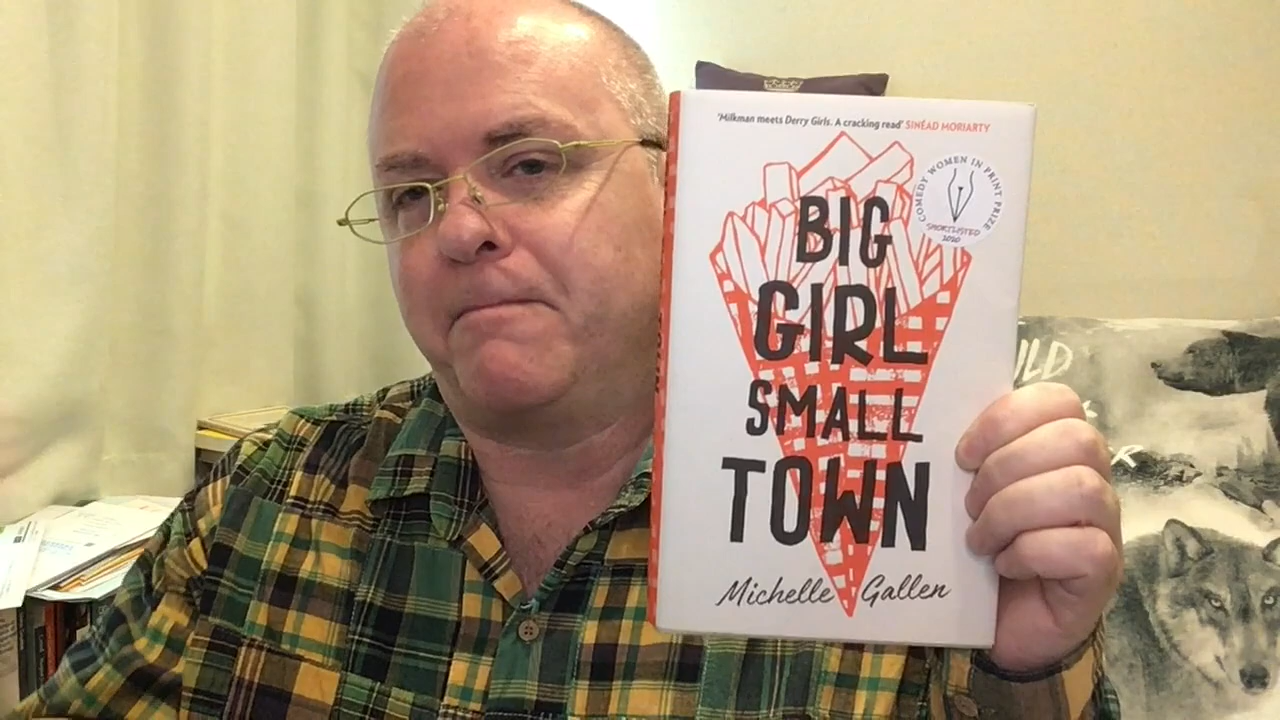 'Milkman meets Derry Girls. A cracking read' SINÉAD MORIARTY
COMEDY WOMEN IN PRINT PRIZE
SHORTLISTED
2020
BIG
GIRL
SMALL
TOWN
Michelle Gallen